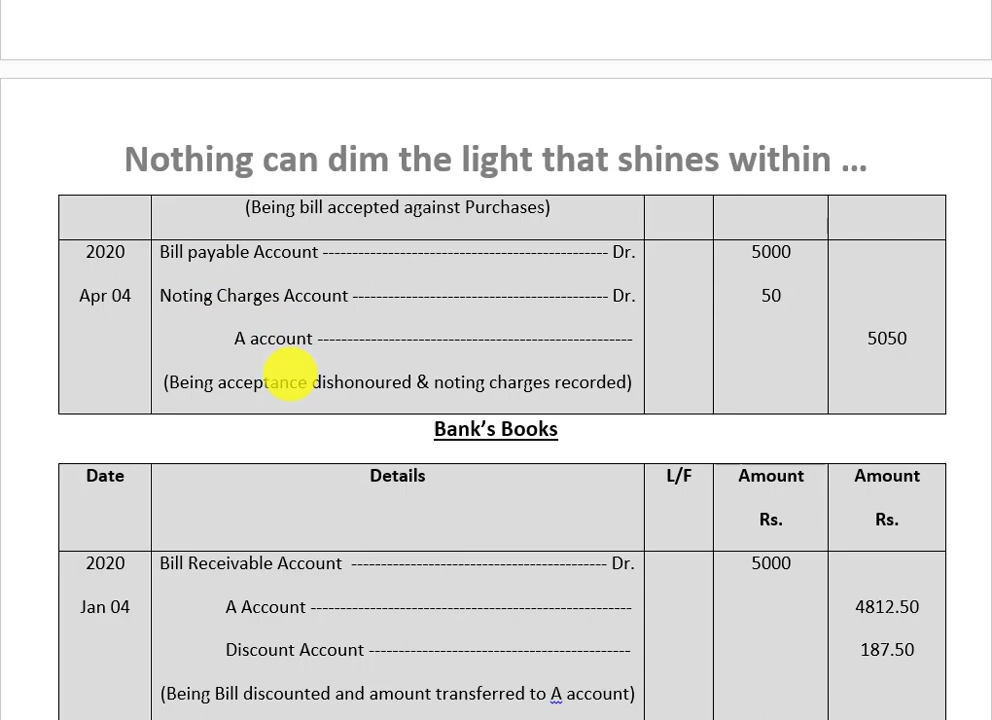 Nothing can dim the light that shines within ...
(Being bill accepted against Purchases)
2020 Bill payable Account ------------------------------------------------ Dr. 5000
Apr 04 Noting Charges Account ------------------------------------------- Dr. 50
A account ----------------------------------------------------- 5050
(Being acceptance dishonoured & noting charges recorded)
Bank's Books
Date Details L/F Amount Amount
Rs. Rs.
2020 Bill Receivable Account ------------------------------------------- Dr. 5000
Jan 04 A Account ------------------------------------------------------ 4812.50
Discount Account -------------------------------------------- 187.50
(Being Bill discounted and amount transferred to A account)